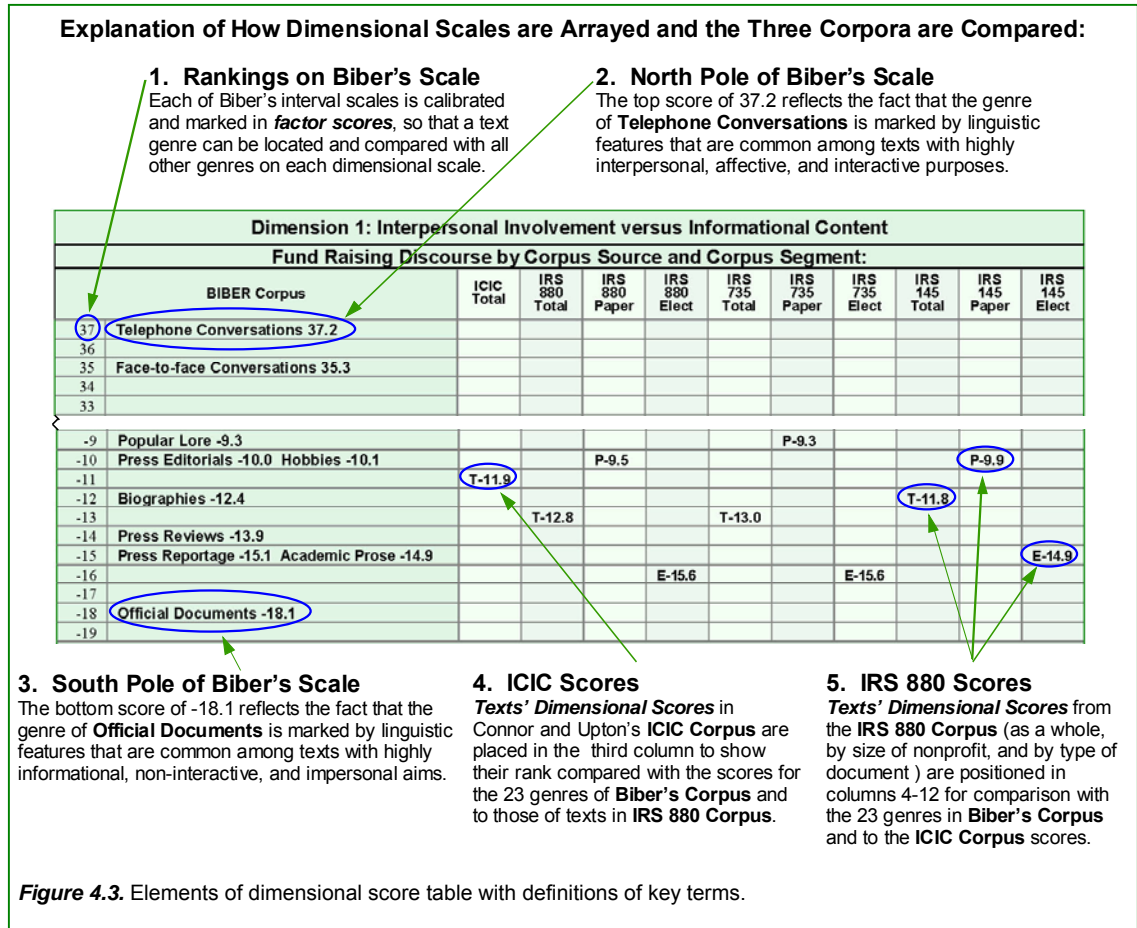 Explanation of How Dimensional Scales are Arrayed and the Three Corpora are Compared:
1. Rankings on Biber's Scale
Each of Biber's interval scales is calibrated
and marked in factor scores, so that a text
genre can be located and compared with all
other genres on each dimensional scale.
2. North Pole of Biber's Scale
The top score of 37.2 reflects the fact that the genre
of Telephone Conversations is marked by linguistic
features that are common among texts with highly
interpersonal, affective, and interactive purposes.
Dimension 1: Interpersonal Involvement versus Informational Content
Fund Raising Discourse by Corpus Source and Corpus Segment:
BIBER Corpus ICIC Total IRS 880 Total IRS 880 Paper IRS 880 Elect IRS 735 Total IRS 735 Paper IRS 735 Elect IRS 145 Total IRS 145 Paper IRS 145 Elect
37 Telephone Conversations 37.2
36
35 Face-to-face Conversations 35.3
34
33
-9 Popular Lore -9.3 P-9.3
-10 Press Editorials -10.0 Hobbies -10.1 P-9.5 P-9.9
-11 T-11.9
-12 Biographies -12.4 T-11.8
-13 T-12.8 T-13.0
-14 Press Reviews -13.9
-15 Press Reportage -15.1 Academic Prose -14.9 E-14.9
-16 E-15.6 E-15.6
-17
-18 Official Documents -18.1
-19
3. South Pole of Biber's Scale
The bottom score of -18.1 reflects the fact that the
genre of Official Documents is marked by linguistic
features that are common among texts with highly
informational, non-interactive, and impersonal aims.
4. ICIC Scores
Texts' Dimensional Scores in
Connor and Upton's ICIC Corpus are
placed in the third column to show
their rank compared with the scores for
the 23 genres of Biber's Corpus and
to those of texts in IRS 880 Corpus.
5. IRS 880 Scores
Texts' Dimensional Scores from
the IRS 880 Corpus (as a whole,
by size of nonprofit, and by type of
document ) are positioned in
columns 4-12 for comparison with
the 23 genres in Biber's Corpus
and to the ICIC Corpus scores.
Figure 4.3. Elements of dimensional score table with definitions of key terms.